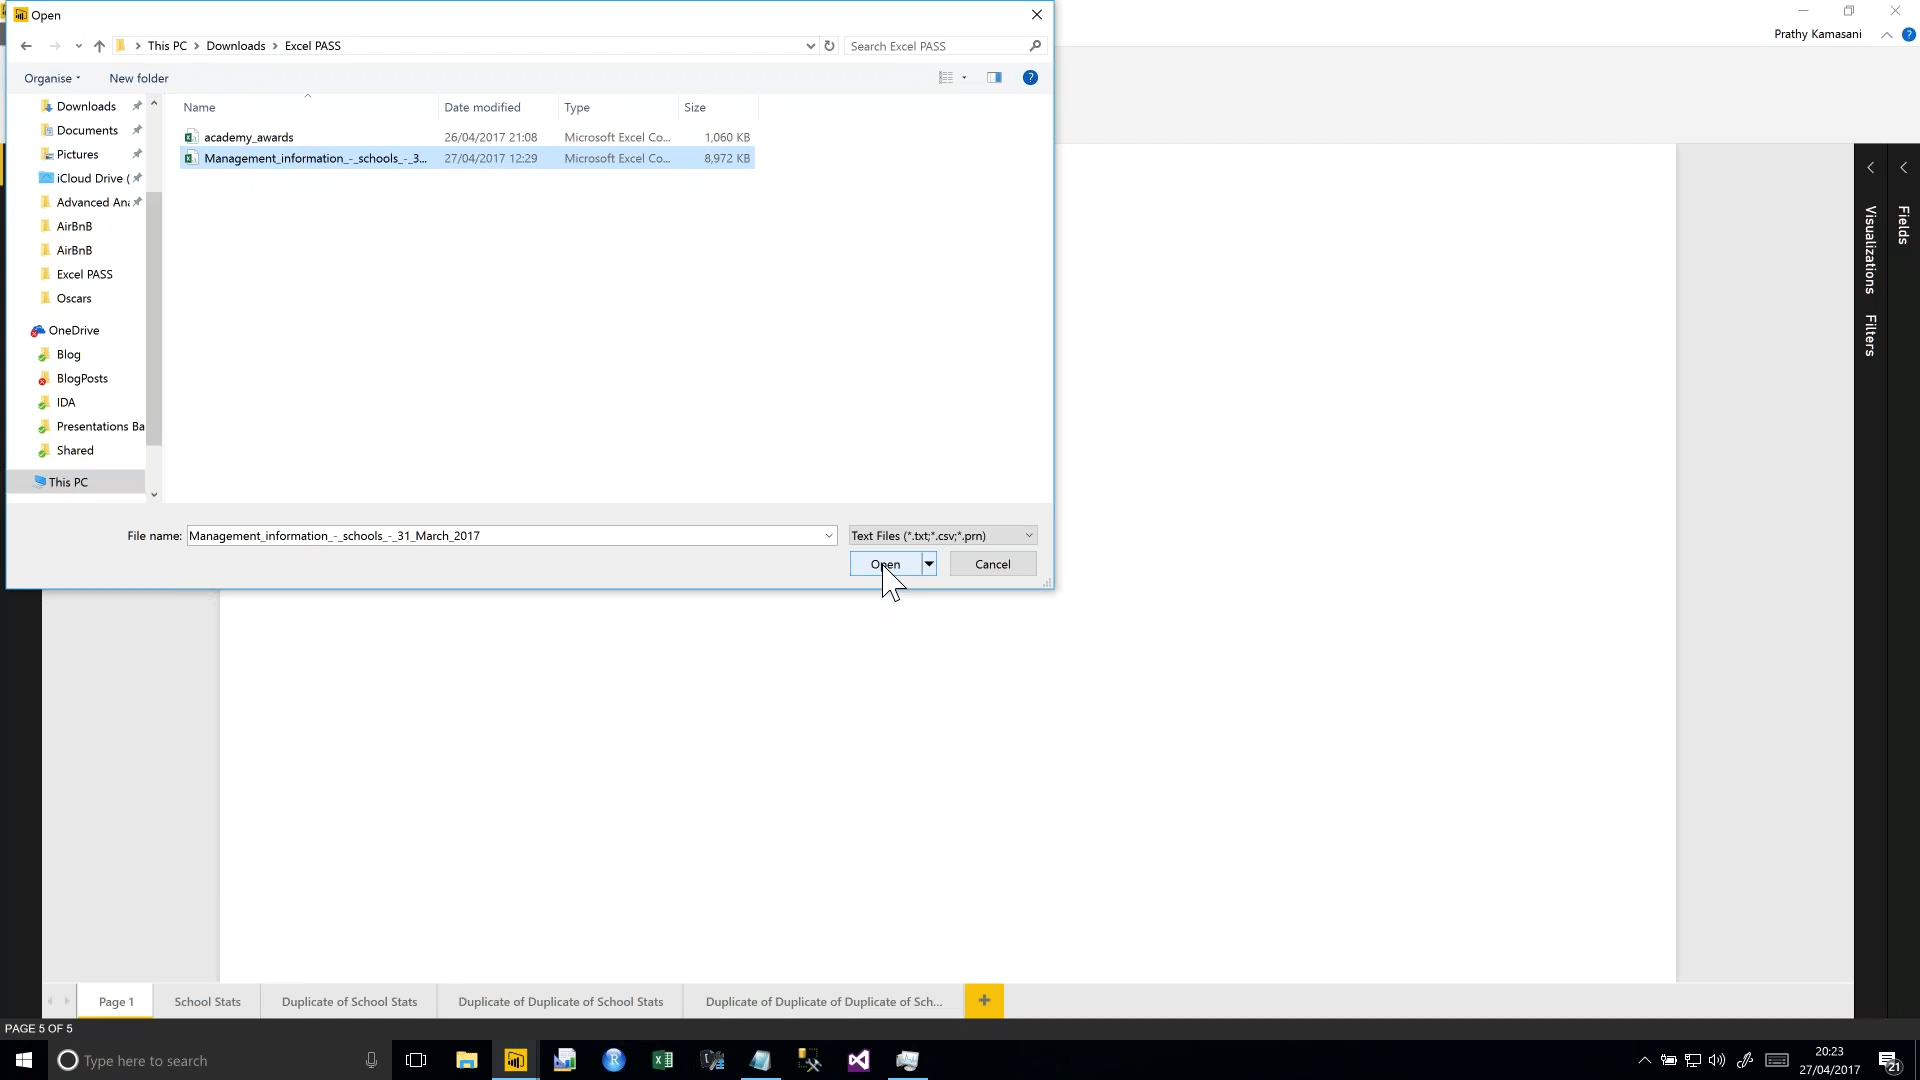 Open
This PC > Downloads > Excel PASS
Search Excel PASS
Prathy Kamasani
Organise
New folder
Name
Date modified
Type
Size
academy_awards
26/04/2017 21:08
Microsoft Excel Co...
1,060 KB
Management_information_-_schools_-_3...
27/04/2017 12:29
Microsoft Excel Co...
8,972 KB
Downloads
Documents
Pictures
iCloud Drive (
Advanced Ana
AirBnB
AirBnB
Excel PASS
Oscars
OneDrive
Blog
BlogPosts
IDA
Presentations Ba
Shared
This PC
File name:
Management_information_-_schools_-_31_March_2017
Text Files (*.txt;*.csv;*.prn)
Open
Cancel
Visualizations
Filters
Fields
Page 1
School Stats
Duplicate of School Stats
Duplicate of Duplicate of School Stats
Duplicate of Duplicate of Duplicate of Sch...
PAGE 5 OF 5
Type here to search
20:23
27/04/2017
21